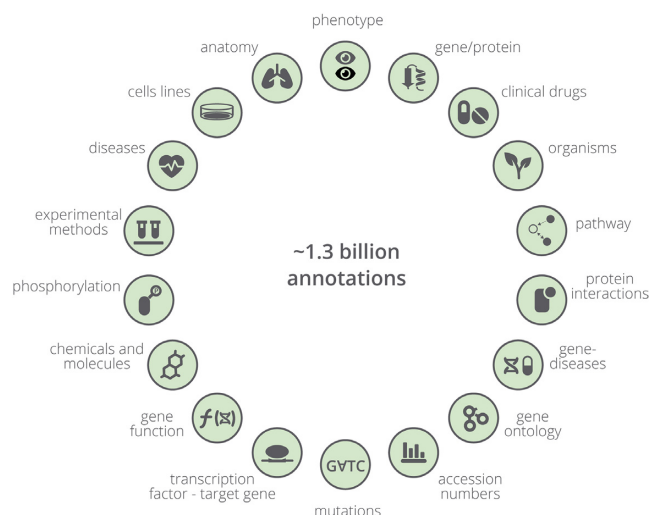 phenotype
anatomy
gene/protein
cells lines
clinical drugs
diseases
organisms
experimental
methods
pathway
~1.3 billion
annotations
phosphorylation
P
protein
interactions
chemicals and
molecules
gene-
diseases
gene
function
f(x)
gene
ontology
transcription
factor - target gene
G∀TC
mutations
accession
numbers